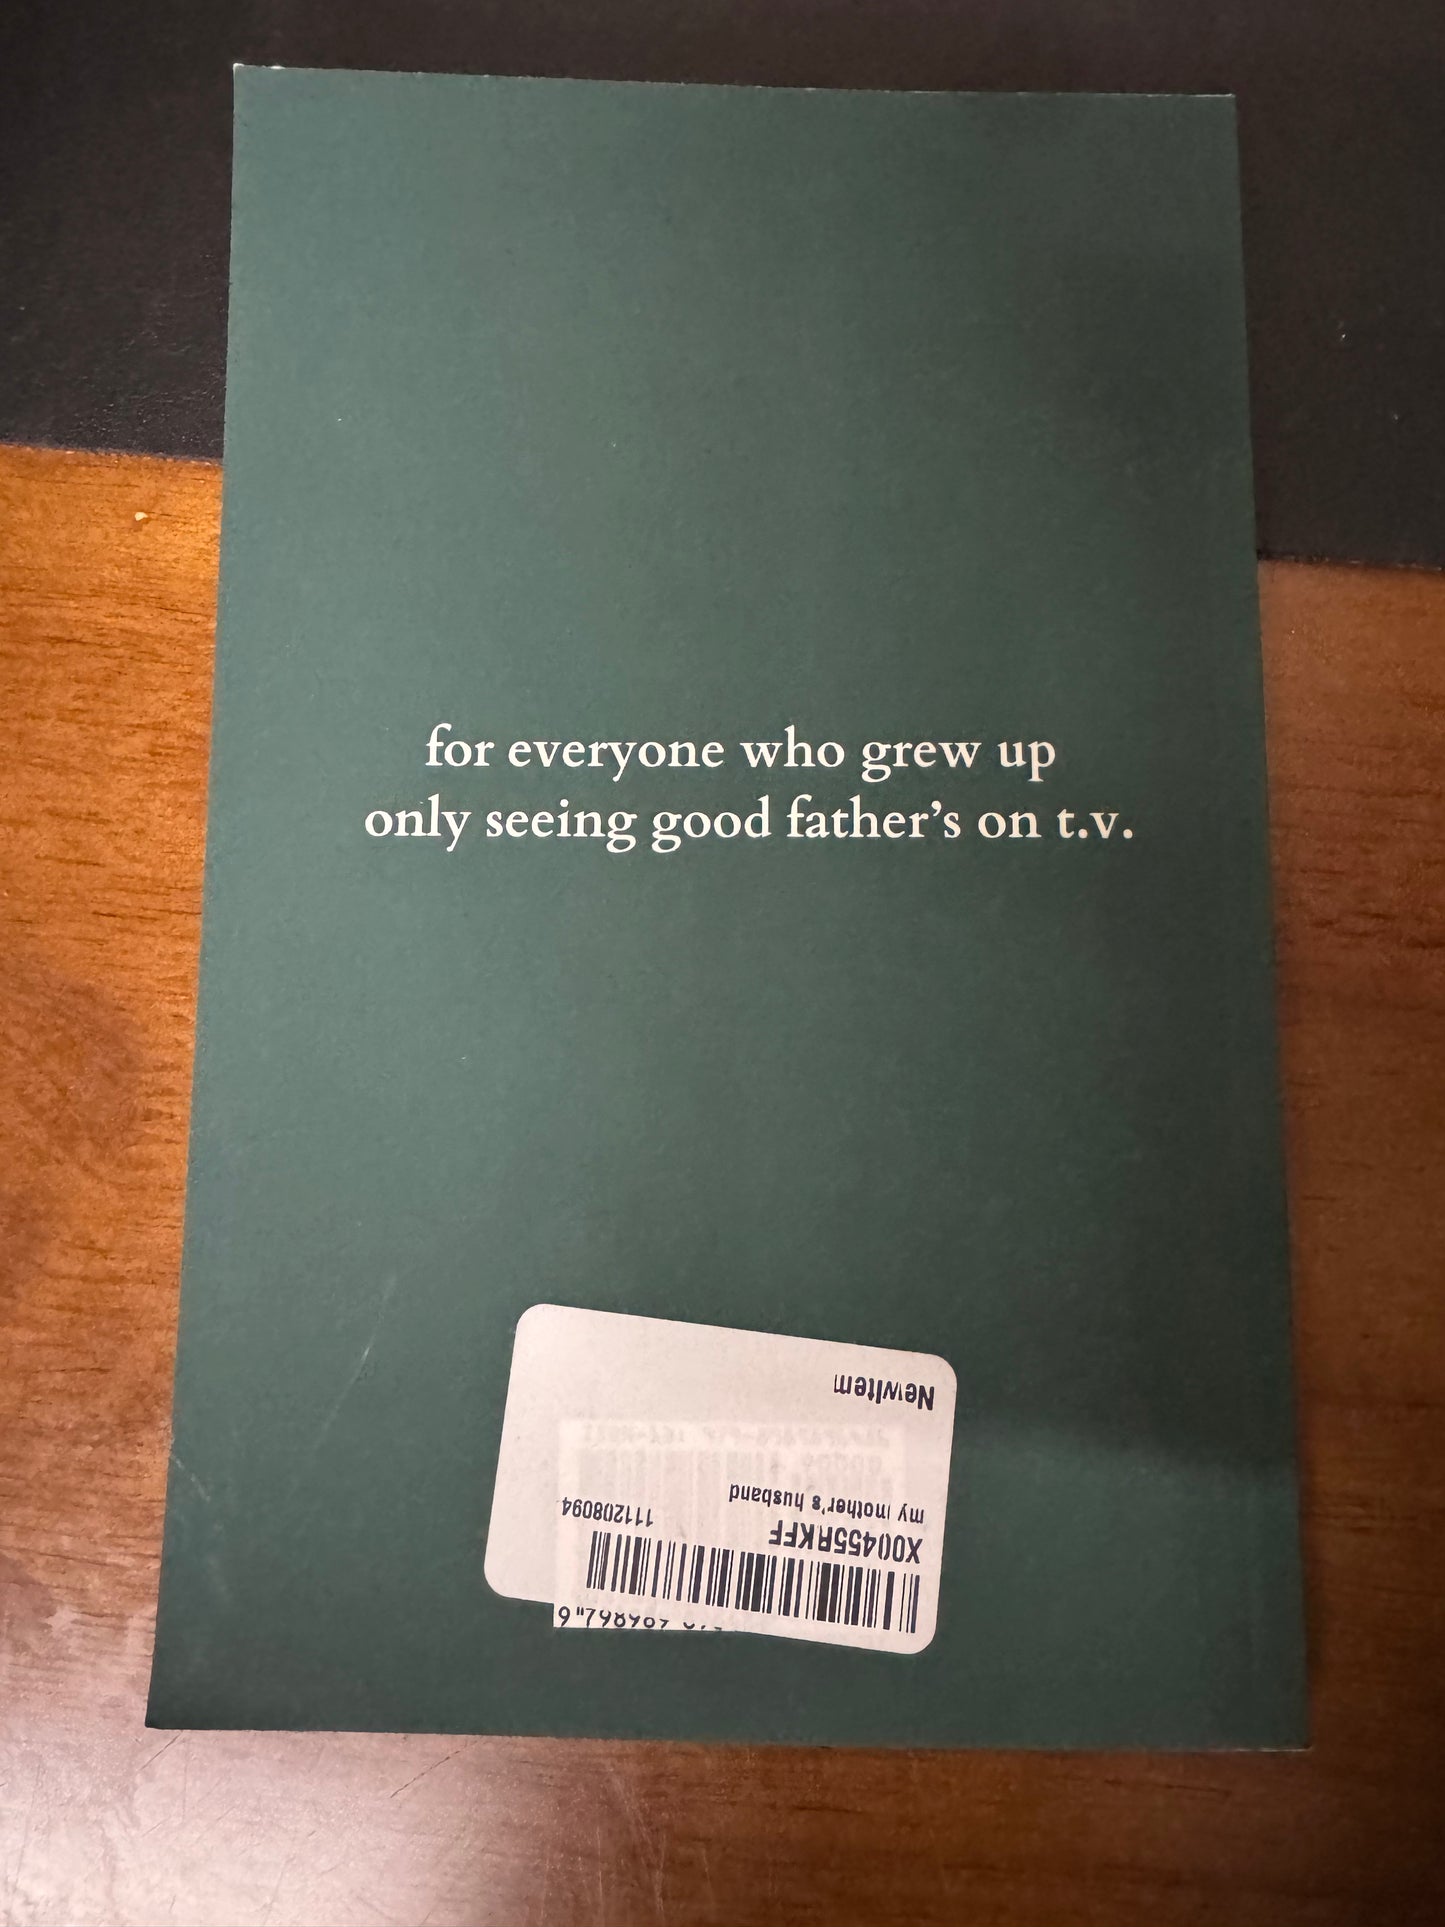 for everyone who grew up
only seeing good father’s on t.v.
NewItem
my mother's husband
X00455RKFF
111208094